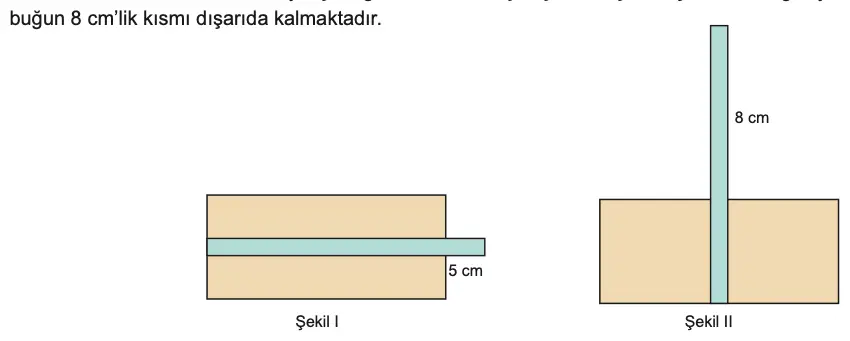 buğun 8 cm’lik kısmı dışarıda kalmaktadır.
8 cm
5 cm
Şekil I
Şekil II